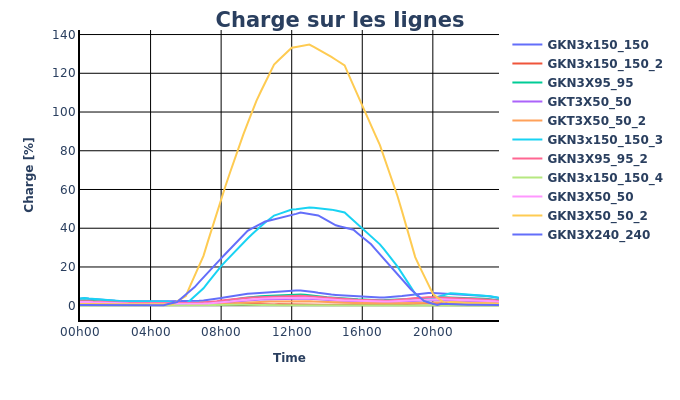 Charge sur les lignes
140
120
100
80
60
40
20
0
Charge [%]
00h00 04h00 08h00 12h00 16h00 20h00
Time
GKN3x150_150
GKN3x150_150_2
GKN3X95_95
GKT3X50_50
GKT3X50_50_2
GKN3x150_150_3
GKN3X95_95_2
GKN3x150_150_4
GKN3X50_50
GKN3X50_50_2
GKN3X240_240